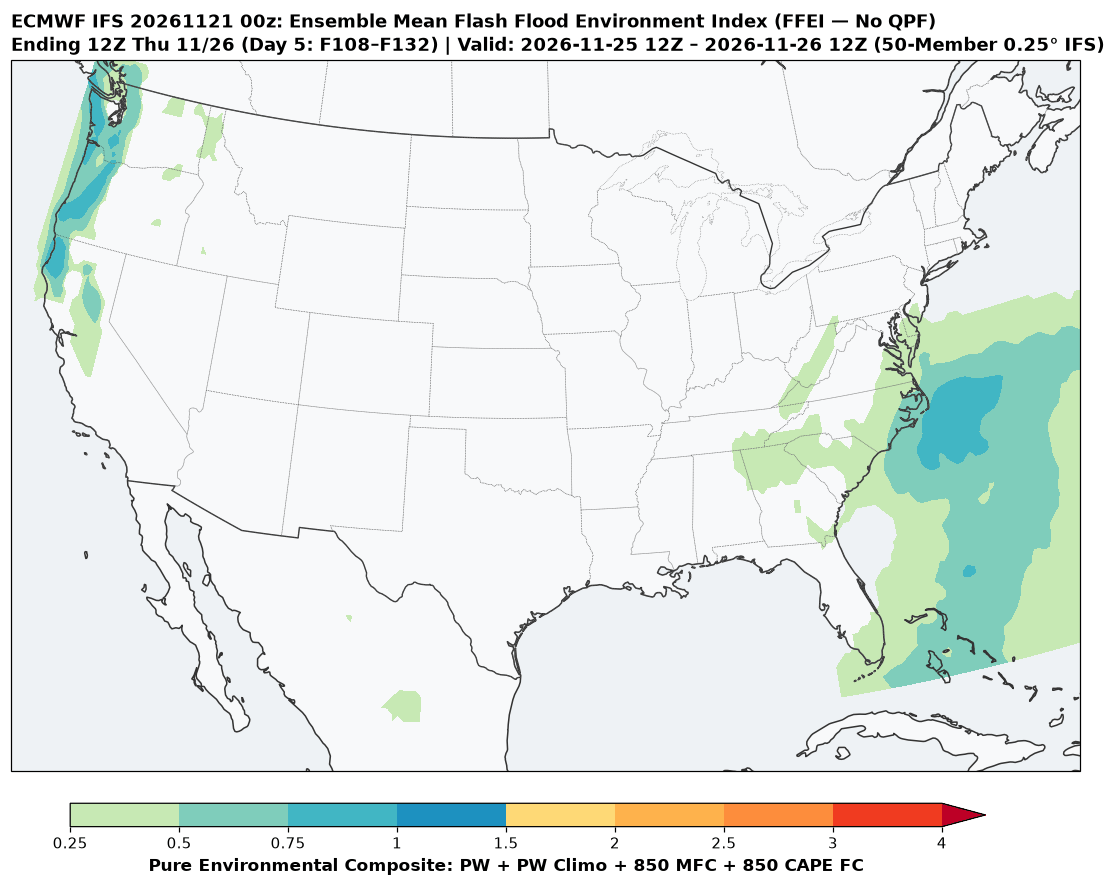 ECMWF IFS 20261121 00z: Ensemble Mean Flash Flood Environment Index (FFEI — No QPF)
Ending 12Z Thu 11/26 (Day 5: F108–F132) | Valid: 2026-11-25 12Z – 2026-11-26 12Z (50-Member 0.25° IFS)
0.25 0.5 0.75 1 1.5 2 2.5 3 4
Pure Environmental Composite: PW + PW Climo + 850 MFC + 850 CAPE FC